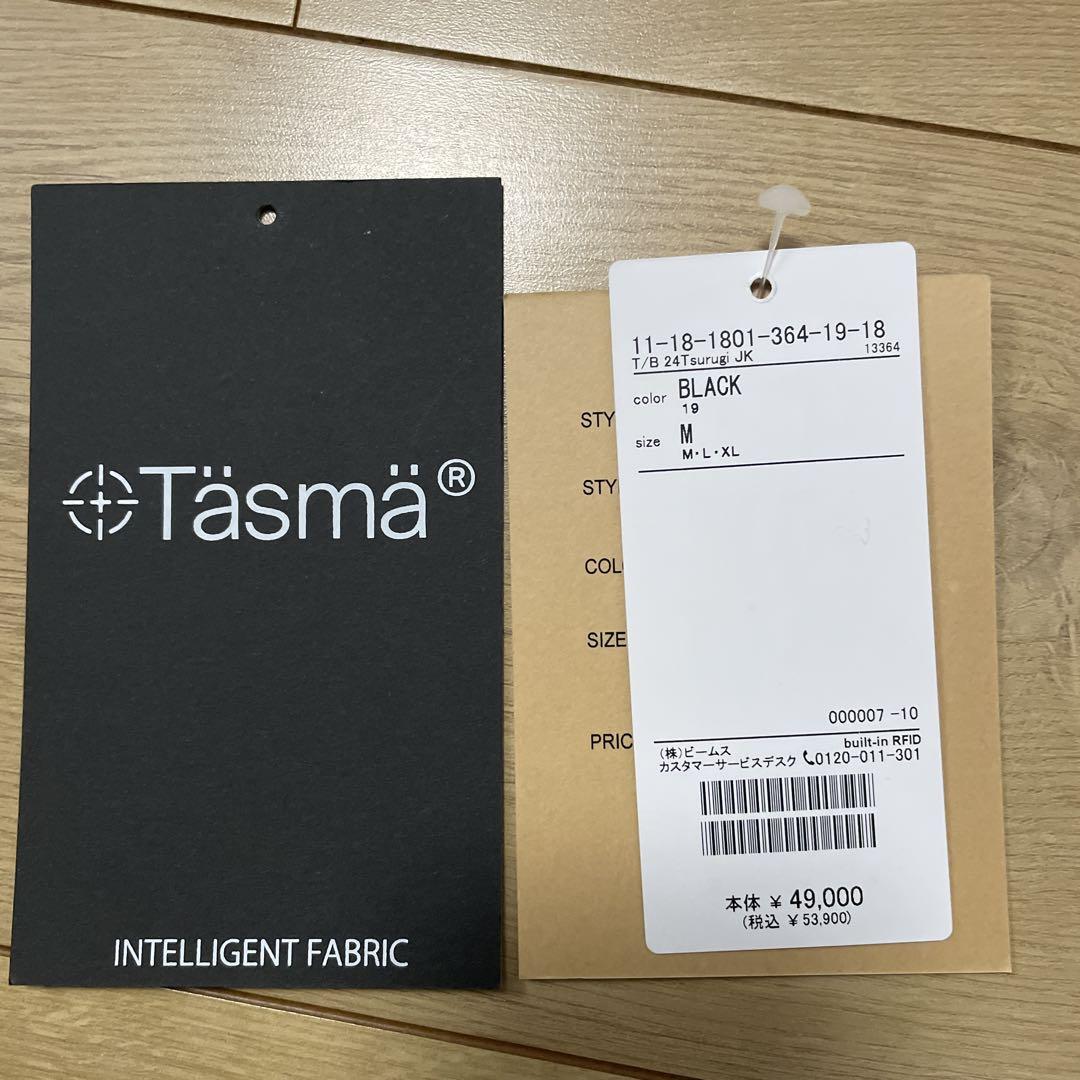 Täsmä®
INTELLIGENT FABRIC
STY
STY
COL
SIZE
PRIC
11-18-1801-364-19-18
T/B 24Tsurugi JK 13364
color BLACK
19
size M
M・L・XL
000007 -10
built-in RFID
(株)ビームス
カスタマーサービスデスク 0120-011-301
本体 ¥ 49,000
(税込 ¥ 53,900)